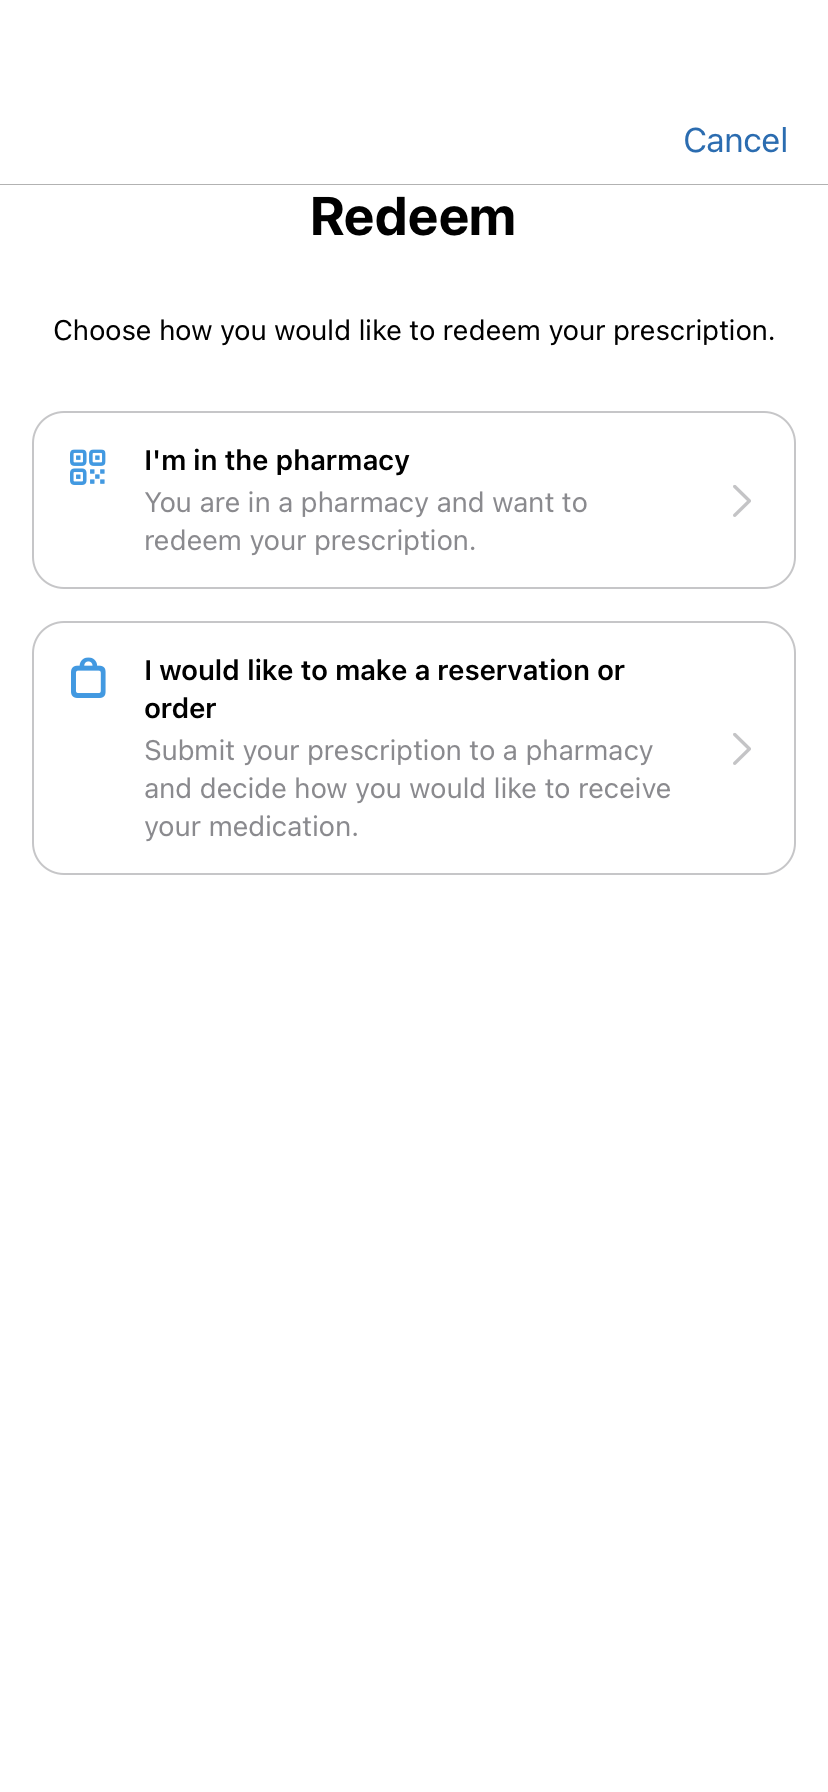 Cancel
Redeem
Choose how you would like to redeem your prescription.
I'm in the pharmacy
You are in a pharmacy and want to
redeem your prescription.
I would like to make a reservation or
order
Submit your prescription to a pharmacy
and decide how you would like to receive
your medication.